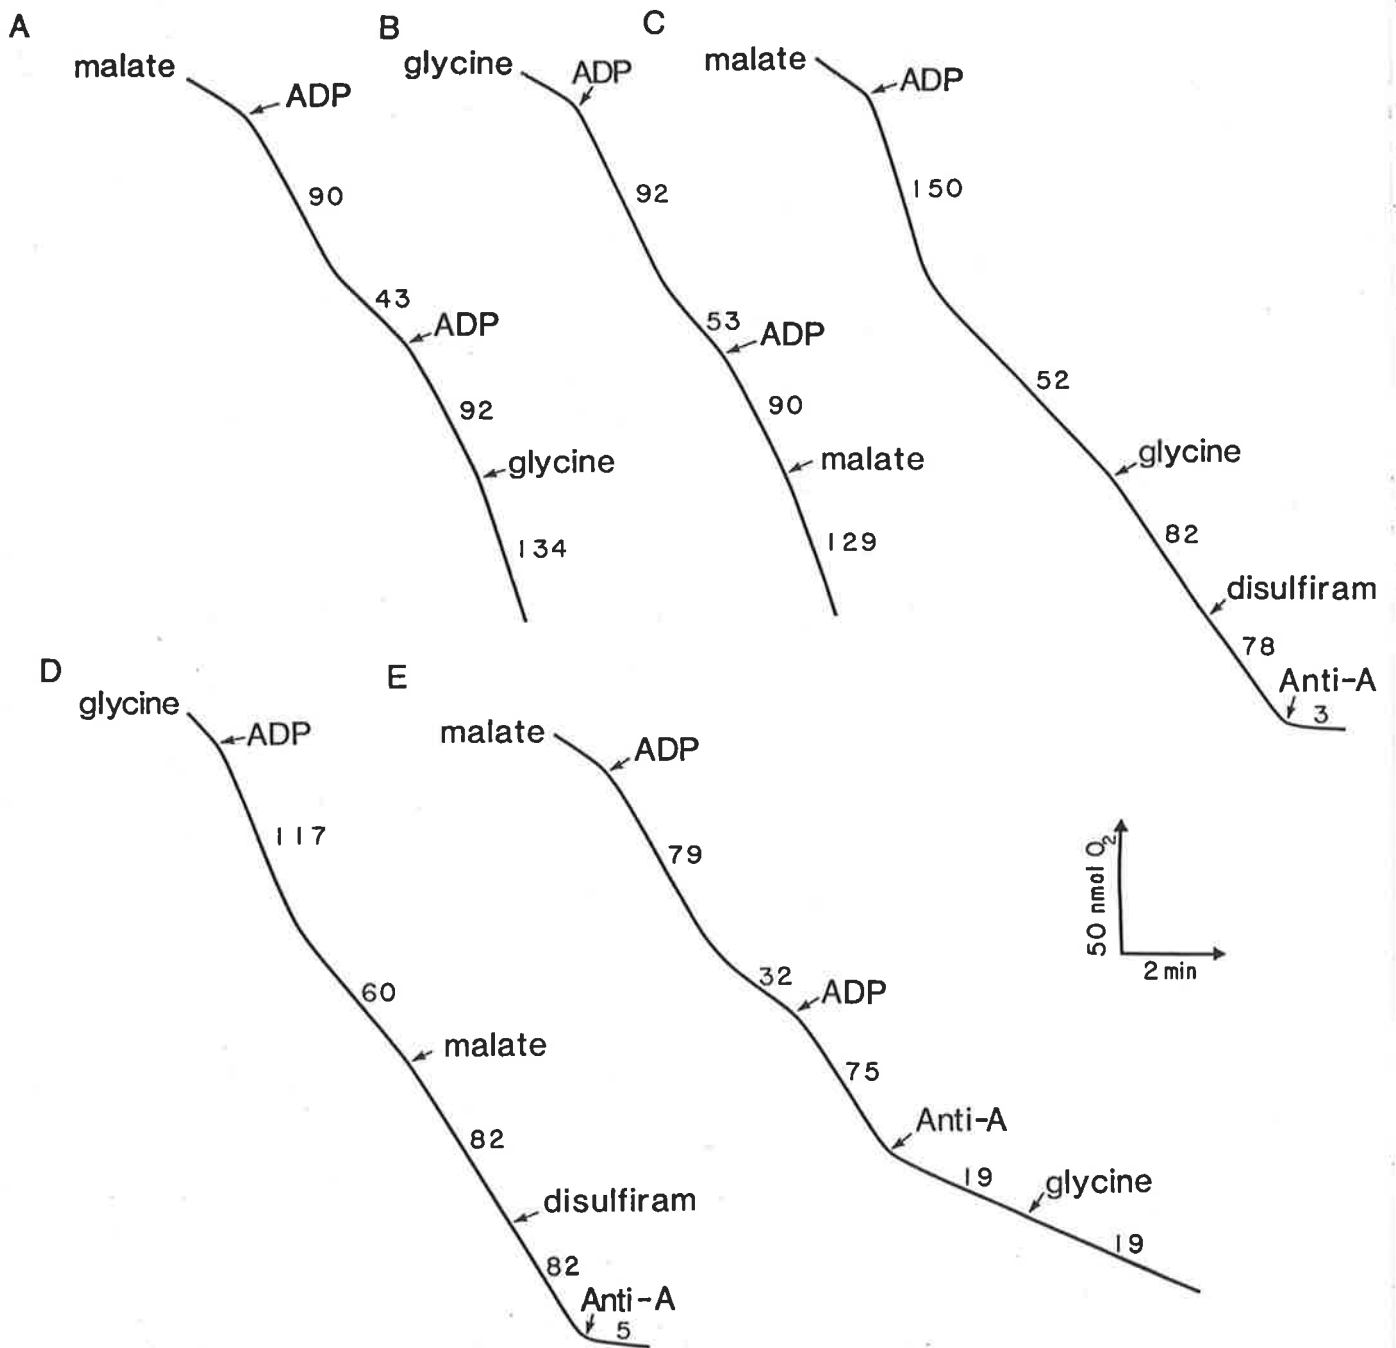 A
malate
ADP
90
43
ADP
92
glycine
134
B
glycine
ADP
92
53
ADP
90
malate
129
C
malate
ADP
150
52
glycine
82
disulfiram
78
Anti-A
3
D
glycine
ADP
117
60
malate
82
disulfiram
82
Anti-A
5
E
malate
ADP
79
32
ADP
75
Anti-A
19
glycine
19
50 nmol O₂
2 min